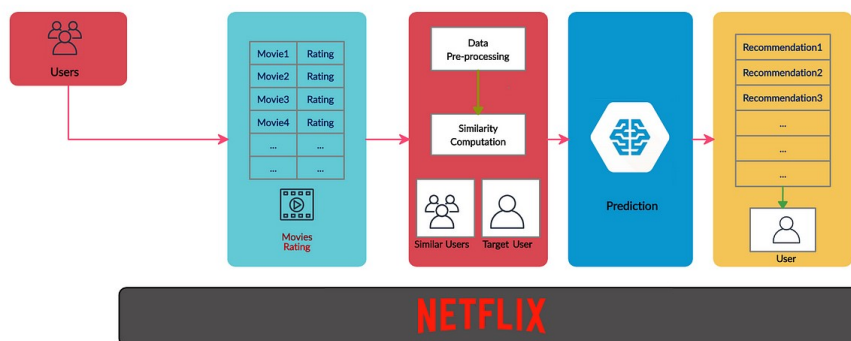 Users
Movie1 Rating
Movie2 Rating
Movie3 Rating
Movie4 Rating
... ...
... ...
Movies
Rating
Data
Pre-processing
Similarity
Computation
Similar Users
Target User
Prediction
Recommendation1
Recommendation2
Recommendation3
...
...
...
User
NETFLIX